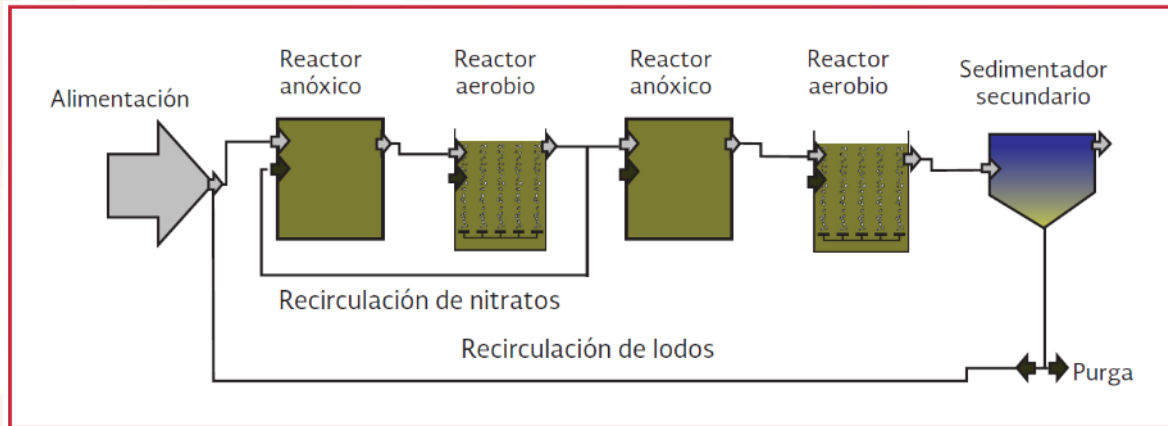 Alimentación
Reactor
anóxico
Reactor
aerobio
Reactor
anóxico
Reactor
aerobio
Sedimentador
secundario
Recirculación de nitratos
Recirculación de lodos
Purga